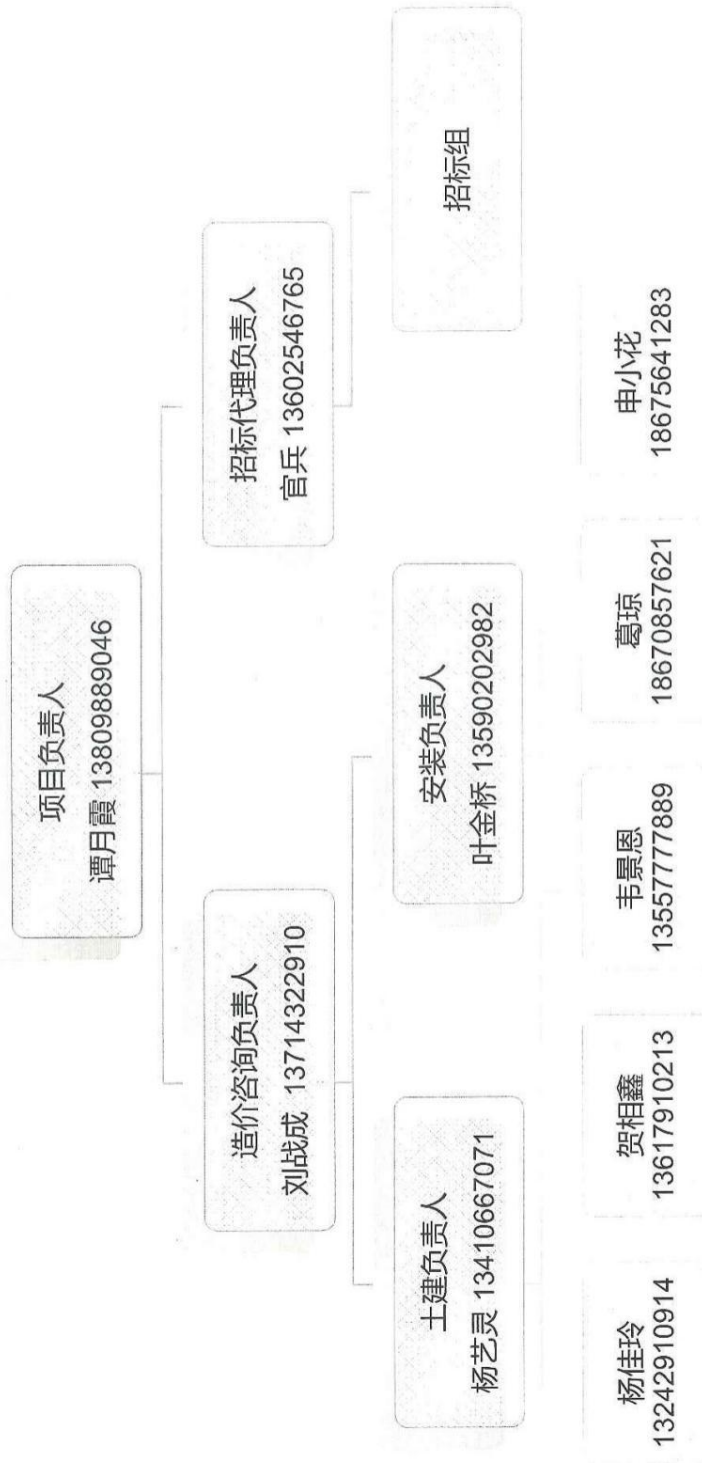 项目负责人
谭月霞 13809889046
造价咨询负责人
刘战成 13714322910
招标代理负责人
官兵 13602546765
土建负责人
杨艺灵 13410667071
安装负责人
叶金桥 13590202982
招标组
杨佳玲
13242910914
贺相鑫
13617910213
韦景恩
13557777889
葛琼
18670857621
申小花
18675641283